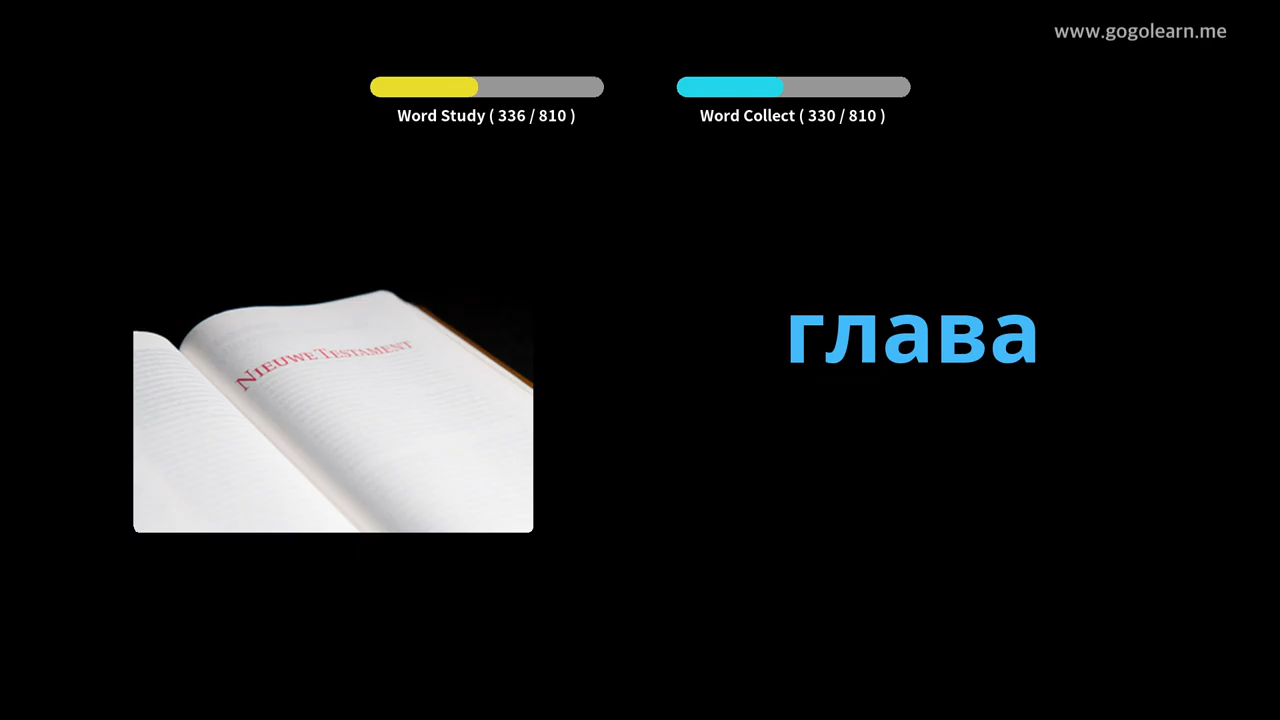 www.gogolearn.me
Word Study ( 336 / 810 )
Word Collect ( 330 / 810 )
NIEUWE TESTAMENT
глава